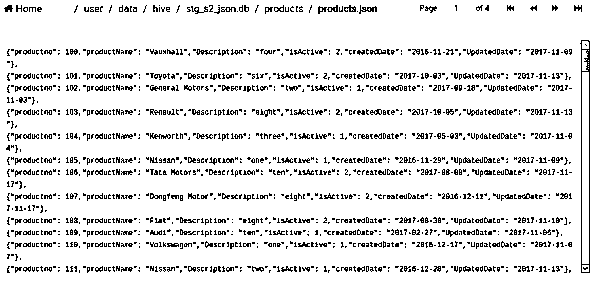 Home / user / data / hive / stg_s2_json.db / products / products.json Page 1 of 4
{"productno": 100,"productName": "Vauxhall","Description": "four","isActive": 2,"createdDate": "2016-11-21","UpdatedDate": "2017-11-09
"},
{"productno": 101,"productName": "Toyota","Description": "six","isActive": 2,"createdDate": "2017-10-03","UpdatedDate": "2017-11-13"},
{"productno": 102,"productName": "General Motors","Description": "two","isActive": 1,"createdDate": "2017-09-18","UpdatedDate": "2017-
11-03"},
{"productno": 103,"productName": "Renault","Description": "eight","isActive": 2,"createdDate": "2017-10-05","UpdatedDate": "2017-11-13
"},
{"productno": 104,"productName": "Kenworth","Description": "three","isActive": 1,"createdDate": "2017-05-03","UpdatedDate": "2017-11-0
4"},
{"productno": 105,"productName": "Nissan","Description": "one","isActive": 1,"createdDate": "2016-11-29","UpdatedDate": "2017-11-09"},
{"productno": 106,"productName": "Tata Motors","Description": "ten","isActive": 2,"createdDate": "2017-08-08","UpdatedDate": "2017-11-
17"},
{"productno": 107,"productName": "Dongfeng Motor","Description": "eight","isActive": 2,"createdDate": "2016-12-11","UpdatedDate": "201
7-11-17"},
{"productno": 108,"productName": "Fiat","Description": "eight","isActive": 2,"createdDate": "2017-08-30","UpdatedDate": "2017-11-10"},
{"productno": 109,"productName": "Audi","Description": "ten","isActive": 1,"createdDate": "2017-02-27","UpdatedDate": "2017-11-05"},
{"productno": 110,"productName": "Volkswagen","Description": "one","isActive": 1,"createdDate": "2016-12-17","UpdatedDate": "2017-11-0
7"},
{"productno": 111,"productName": "Nissan","Description": "two","isActive": 1,"createdDate": "2016-12-28","UpdatedDate": "2017-11-13"},